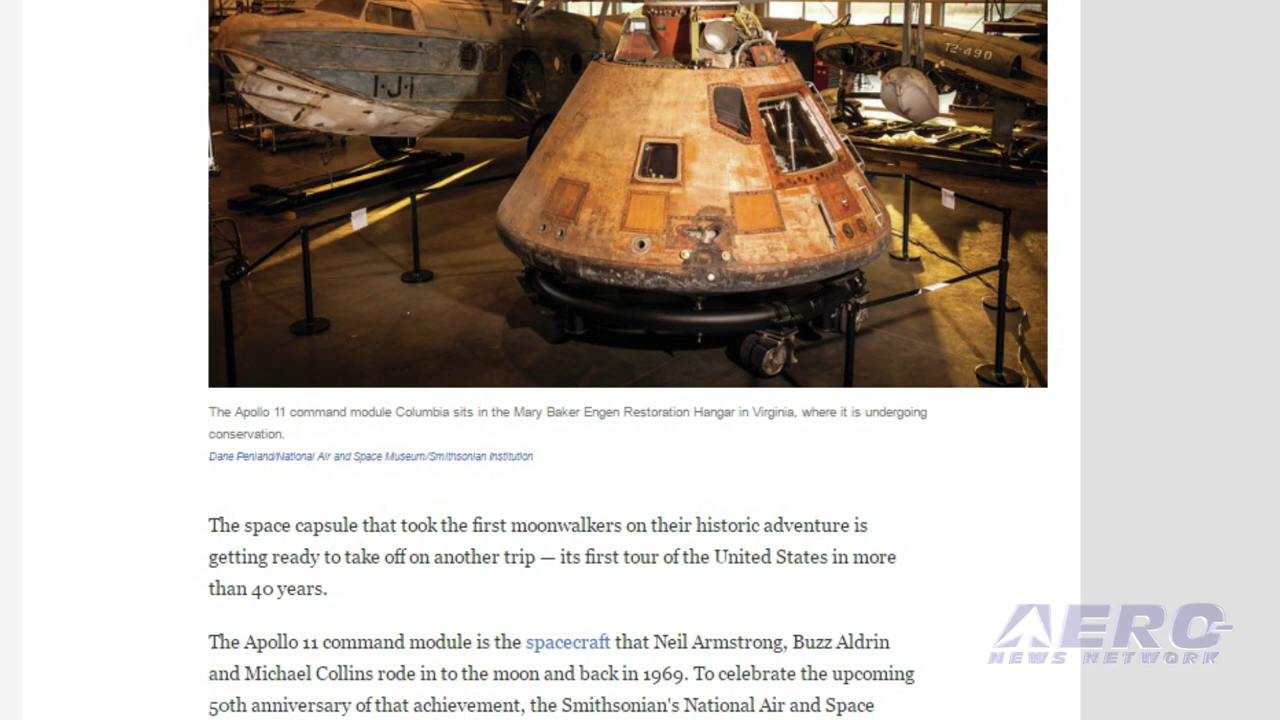 1·J·1
T2-490
The Apollo 11 command module Columbia sits in the Mary Baker Engen Restoration Hangar in Virginia, where it is undergoing
conservation.
Dane Penland/National Air and Space Museum/Smithsonian Institution
The space capsule that took the first moonwalkers on their historic adventure is
getting ready to take off on another trip — its first tour of the United States in more
than 40 years.
The Apollo 11 command module is the spacecraft that Neil Armstrong, Buzz Aldrin
and Michael Collins rode in to the moon and back in 1969. To celebrate the upcoming
50th anniversary of that achievement, the Smithsonian's National Air and Space
AERO
NEWS NETWORK